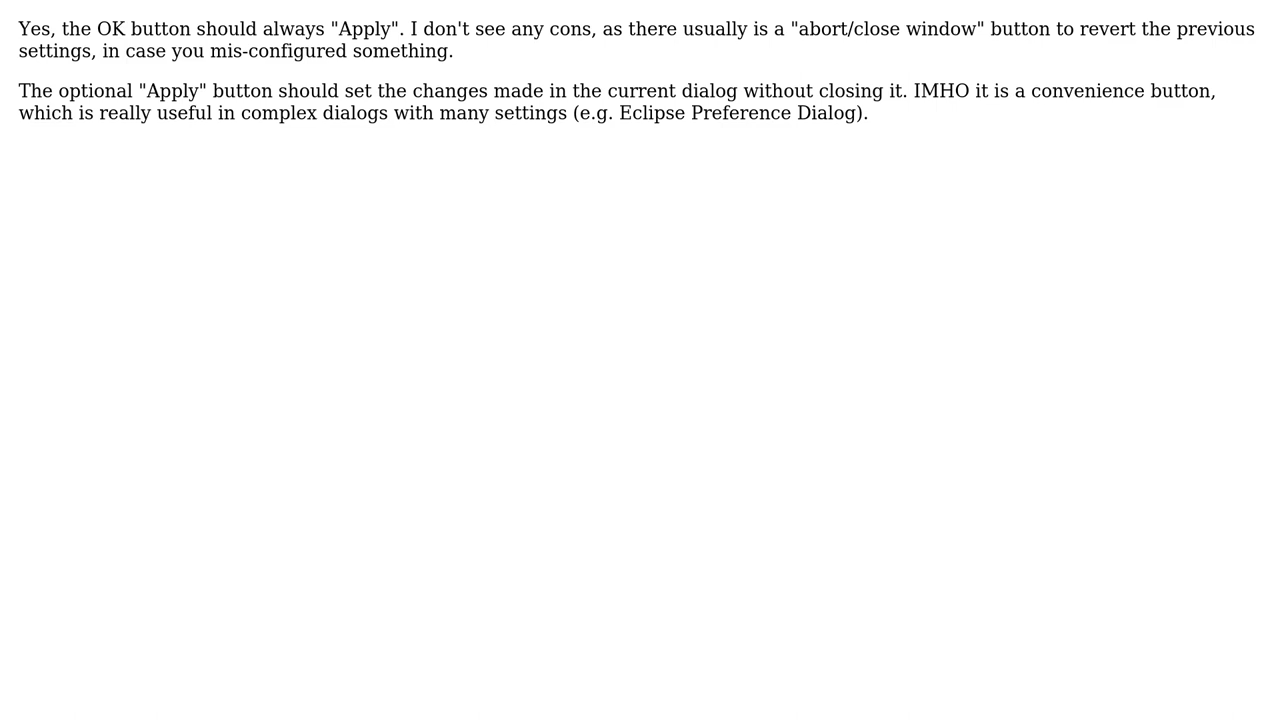 Yes, the OK button should always "Apply". I don't see any cons, as there usually is a "abort/close window" button to revert the previous
settings, in case you mis-configured something.
The optional "Apply" button should set the changes made in the current dialog without closing it. IMHO it is a convenience button,
which is really useful in complex dialogs with many settings (e.g. Eclipse Preference Dialog).